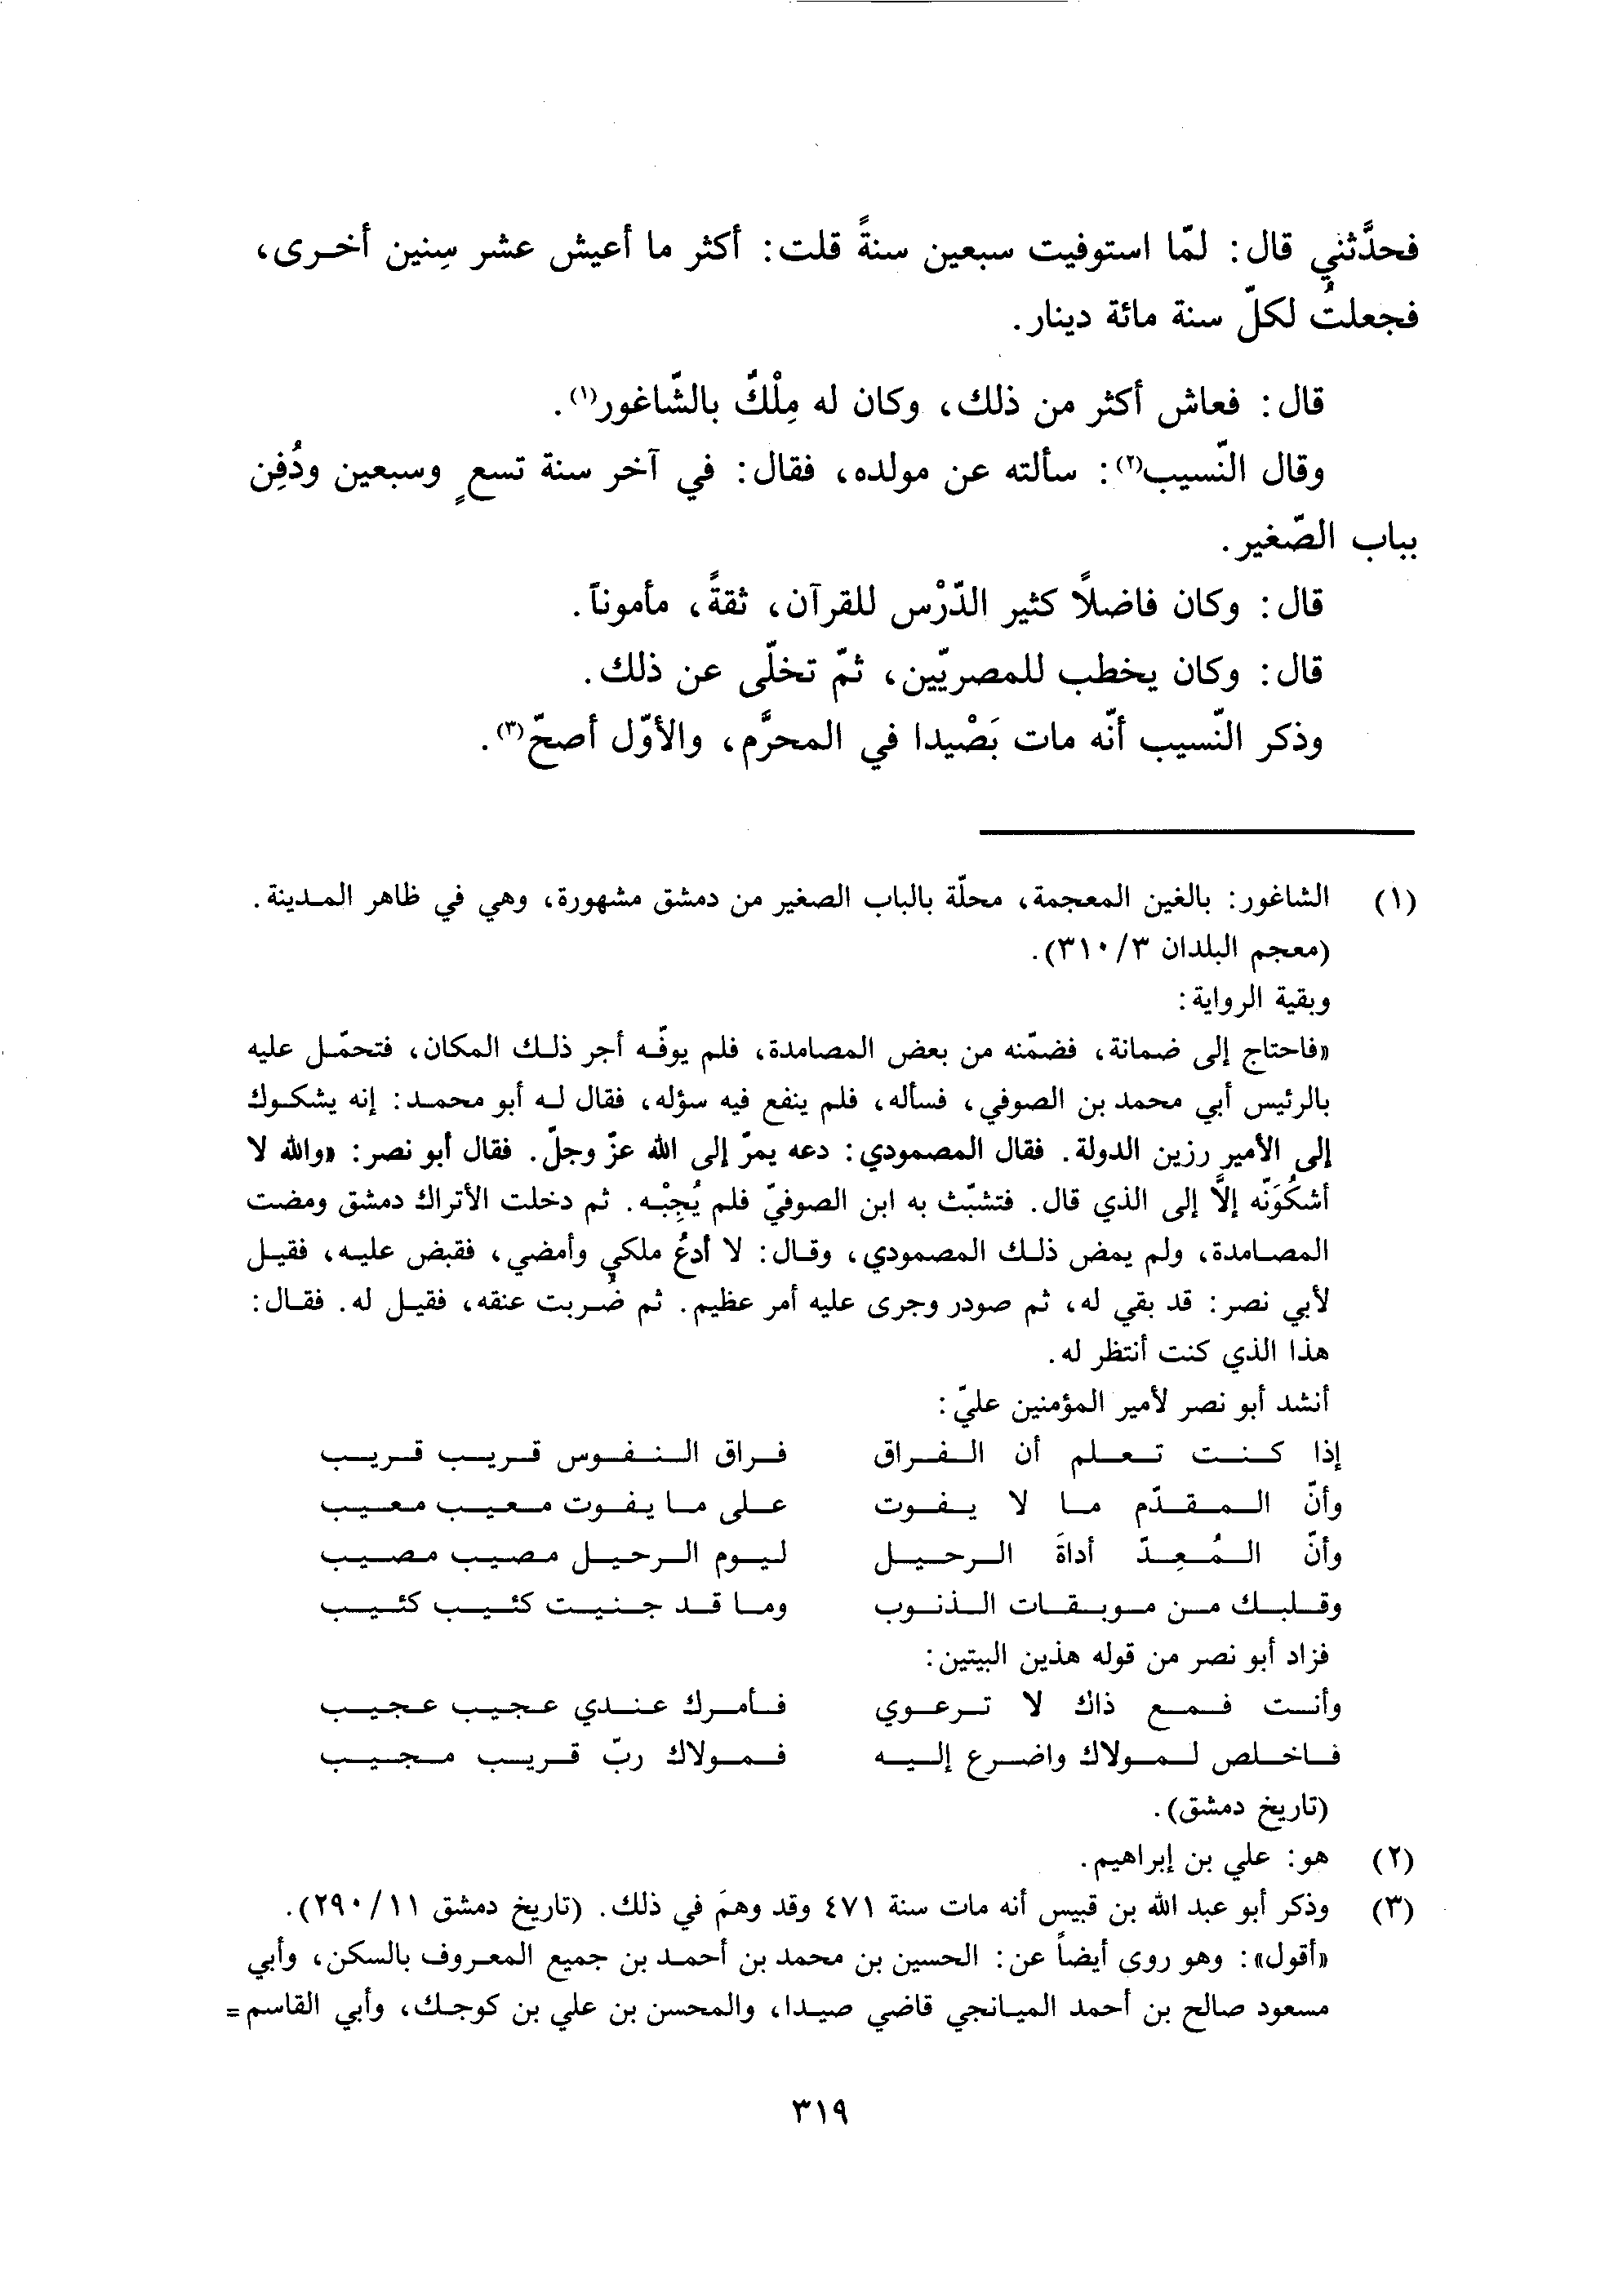 فحدَّثني قال: لمّا استوفيت سبعين سنةً قلت: أكثر ما أعيش عشر سِنين أخرى،
فجعلتُ لكلّ سنة مائة دينار.
قال: فعاش أكثر من ذلك، وكان له مِلْكٌ بالشّاغور(١).
وقال النّسيب(٢): سألته عن مولده، فقال: في آخر سنة تسعٍ وسبعين ودُفِن
بباب الصّغير.
قال: وكان فاضلاً كثير الدّرْس للقرآن، ثقةً، مأموناً.
قال: وكان يخطب للمصريّين، ثمّ تخلّى عن ذلك.
وذكر النّسيب أنّه مات بَصْيدا في المحرَّم، والأوّل أصحّ(٣).
(١) الشاغور: بالغين المعجمة، محلّة بالباب الصغير من دمشق مشهورة، وهي في ظاهر المدينة.
(معجم البلدان ٣/ ٣١٠).
وبقية الرواية:
«فاحتاج إلى ضمانة، فضمّنه من بعض المصامدة، فلم يوفّه أجر ذلك المكان، فتحمّل عليه
بالرئيس أبي محمد بن الصوفي، فسأله، فلم ينفع فيه سؤله، فقال له أبو محمد: إنه يشكوك
إلى الأمير رزين الدولة. فقال المصمودي: دعه يمرّ إلى الله عزّ وجلّ. فقال أبو نصر: «والله لا
أشكُوَنّه إلاَّ إلى الذي قال. فتشبّث به ابن الصوفيّ فلم يُجِبْه. ثم دخلت الأتراك دمشق ومضت
المصامدة، ولم يمض ذلك المصمودي، وقال: لا أدعُ ملكي وأمضي، فقبض عليه، فقيل
لأبي نصر: قد بقي له، ثم صودر وجرى عليه أمر عظيم. ثم ضُربت عنقه، فقيل له. فقال:
هذا الذي كنت أنتظر له.
أنشد أبو نصر لأمير المؤمنين عليّ:
إذا كنت تعلم أن الفراق فراق النفوس قريب قريب
وأنّ المقدّم ما لا يفوت على ما يفوت معيب معيب
وأنّ المُعِدّ أداةَ الرحيل ليوم الرحيل مصيب مصيب
وقلبك من موبقات الذنوب وما قد جنيت كئيب كئيب
فزاد أبو نصر من قوله هذين البيتين:
وأنت فمع ذاك لا ترعوي فأمرك عندي عجيب عجيب
فاخلص لمولاك واضرع إليه فمولاك ربّ قريب مجيب
(تاريخ دمشق).
(٢) هو: علي بن إبراهيم.
(٣) وذكر أبو عبد الله بن قبيس أنه مات سنة ٤٧١ وقد وهمَ في ذلك. (تاريخ دمشق ١١/ ٢٩٠).
«أقول»: وهو روى أيضاً عن: الحسين بن محمد بن أحمد بن جميع المعروف بالسكن، وأبي
مسعود صالح بن أحمد الميانجي قاضي صيدا، والمحسن بن علي بن كوجك، وأبي القاسم=
٣١٩